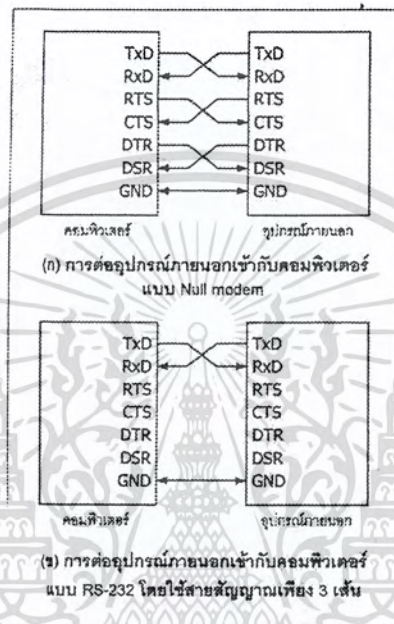 TxD TxD
RxD RxD
RTS RTS
CTS CTS
DTR DTR
DSR DSR
GND GND
คอมพิวเตอร์ อุปกรณ์ภายนอก
(ก) การต่ออุปกรณ์ภายนอกเข้ากับคอมพิวเตอร์
แบบ Null modem
TxD TxD
RxD RxD
RTS RTS
CTS CTS
DTR DTR
DSR DSR
GND GND
คอมพิวเตอร์ อุปกรณ์ภายนอก
(ข) การต่ออุปกรณ์ภายนอกเข้ากับคอมพิวเตอร์
แบบ RS-232 โดยใช้สายสัญญาณเพียง 3 เส้น